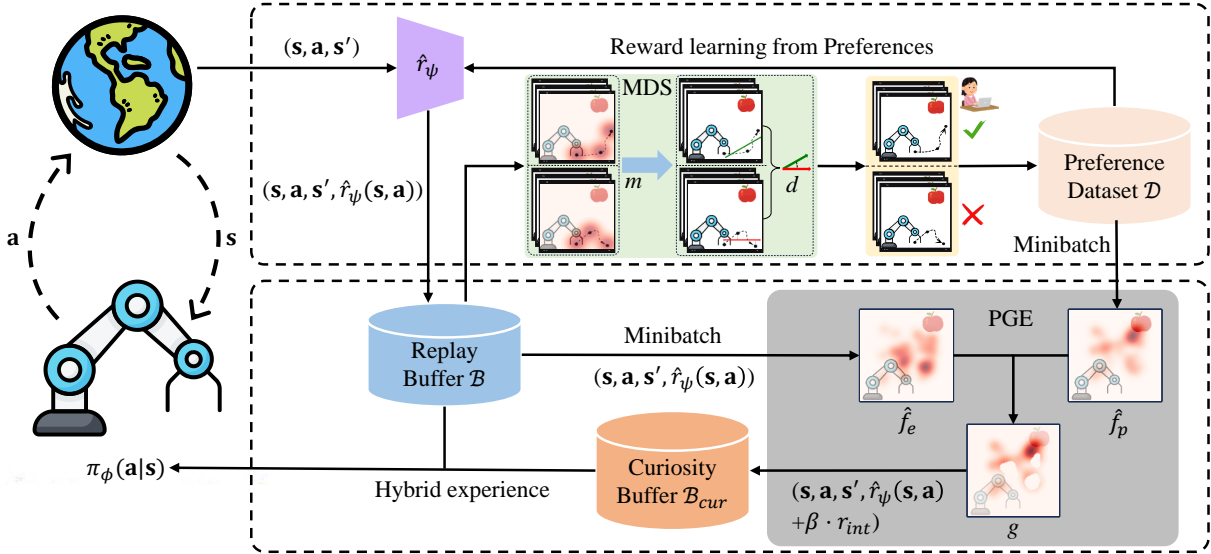 (𝐬, 𝐚, 𝐬′)
r̂_ψ
Reward learning from Preferences
MDS
m
d
Preference
Dataset 𝒟
(𝐬, 𝐚, 𝐬′, r̂_ψ(𝐬, 𝐚))
𝐚
𝐬
Minibatch
Replay
Buffer ℬ
Minibatch
(𝐬, 𝐚, 𝐬′, r̂_ψ(𝐬, 𝐚))
PGE
f̂_e
f̂_p
g
π_ϕ(𝐚|𝐬)
Hybrid experience
Curiosity
Buffer ℬ_cur
(𝐬, 𝐚, 𝐬′, r̂_ψ(𝐬, 𝐚)
+β · r_int)